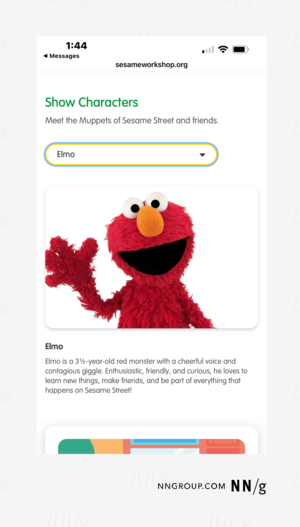 1:44
◀ Messages
sesameworkshop.org
Show Characters
Meet the Muppets of Sesame Street and friends.
Elmo
Elmo
Elmo is a 3½-year-old red monster with a cheerful voice and
contagious giggle. Enthusiastic, friendly, and curious, he loves to
learn new things, make friends, and be part of everything that
happens on Sesame Street!
NNGROUP.COM NN/g